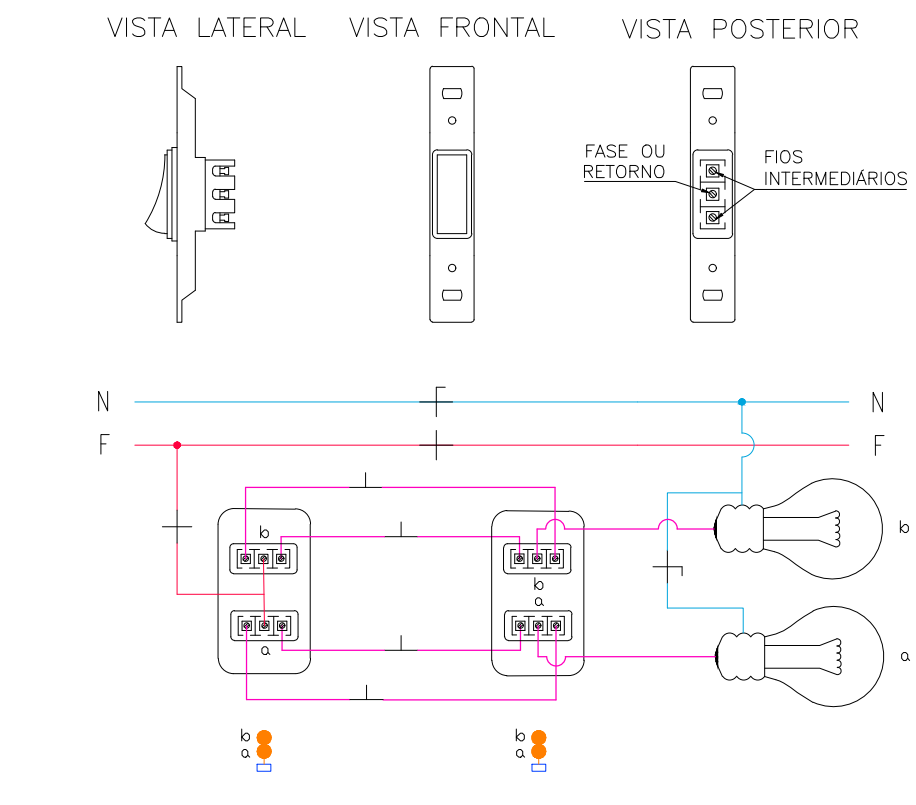 VISTA LATERAL VISTA FRONTAL VISTA POSTERIOR
FASE OU
RETORNO
FIOS
INTERMEDIÁRIOS
N N
F F
b
b
a
a
b
a
b
a
b
a